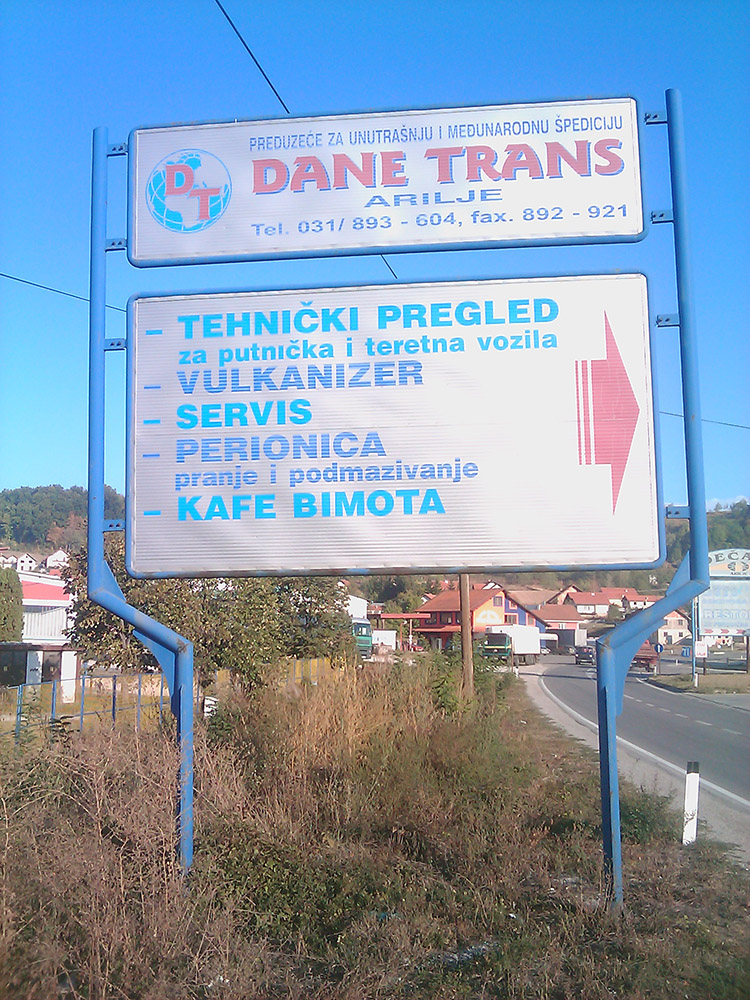 PREDUZEČE ZA UNUTRAŠNJU I MEĐUNARODNU ŠPEDICIJU
DT
DANE TRANS
ARILJE
Tel. 031/ 893 - 604, fax. 892 - 921
– TEHNIČKI PREGLED
za putnička i teretna vozila
– VULKANIZER
– SERVIS
– PERIONICA
pranje i podmazivanje
– KAFE BIMOTA